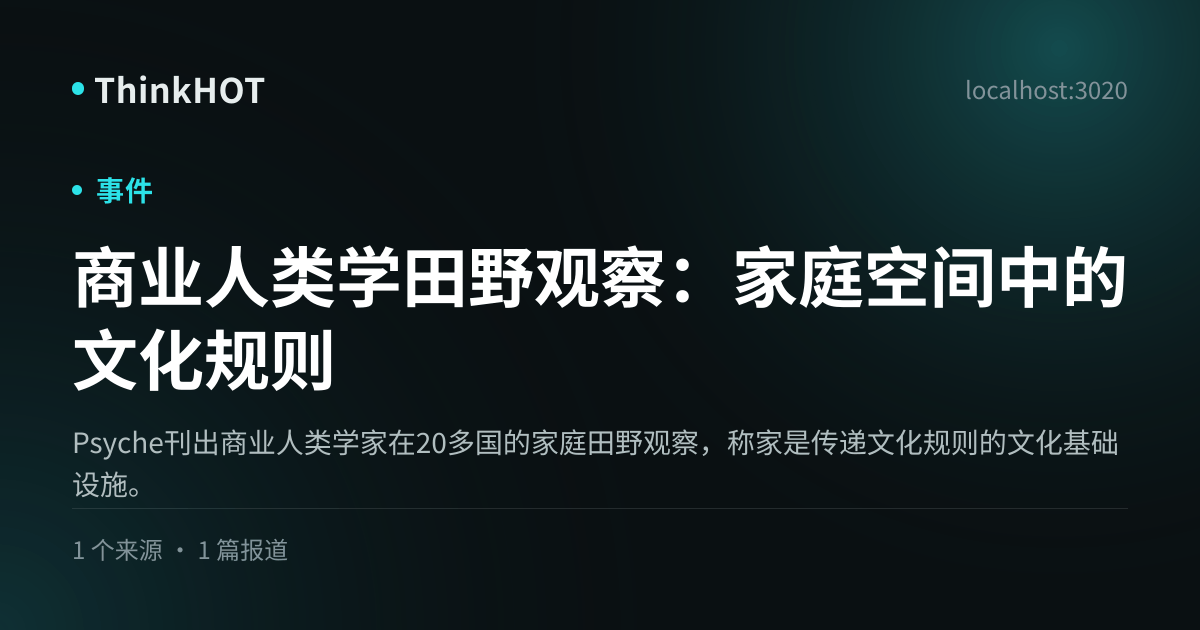 ThinkHOT
localhost:3020
事件
商业人类学田野观察：家庭空间中的
文化规则
Psyche刊出商业人类学家在20多国的家庭田野观察，称家是传递文化规则的文化基础
设施。
1 个来源 · 1 篇报道